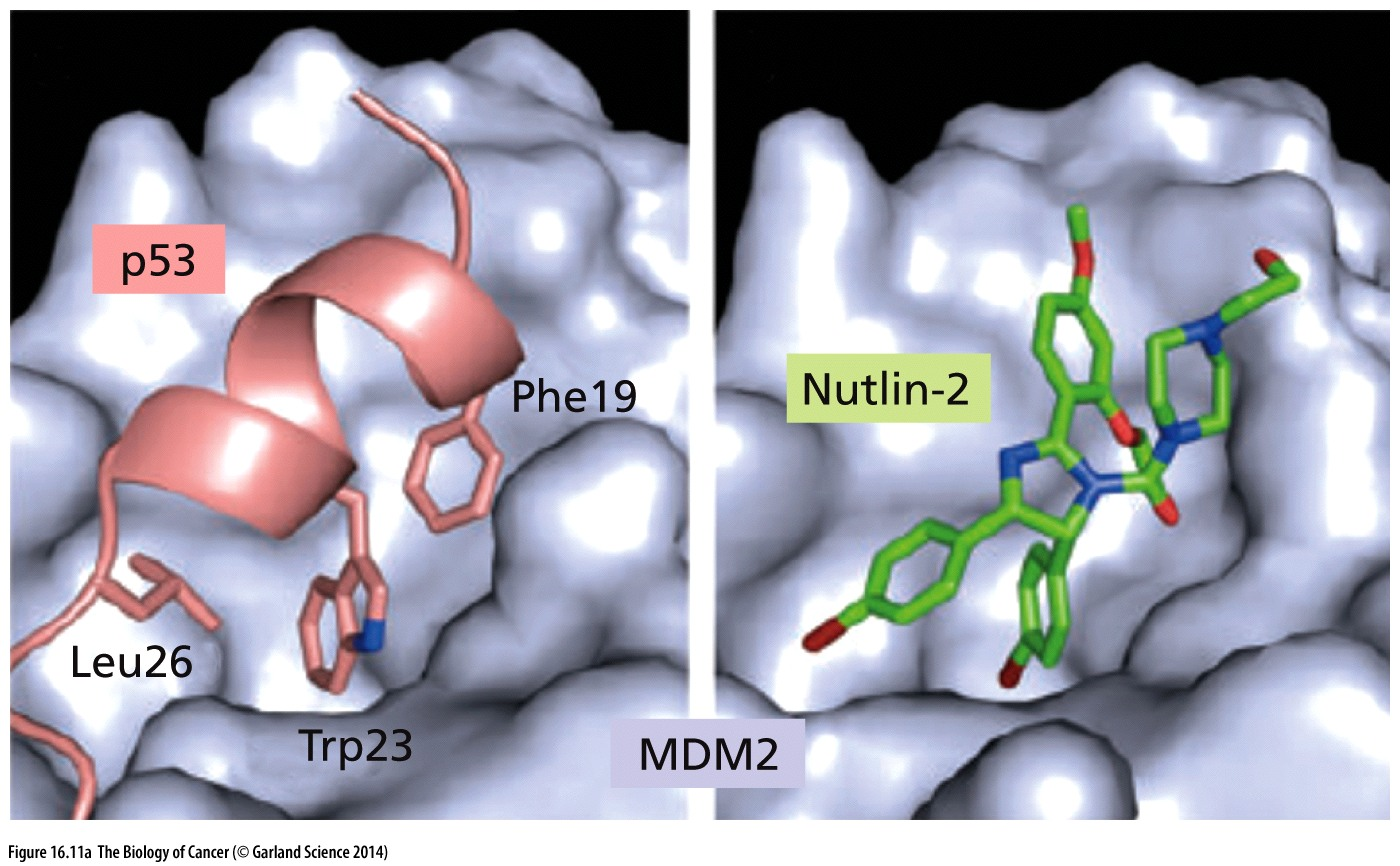 p53
Phe19
Leu26
Trp23
Nutlin-2
MDM2
Figure 16.11a The Biology of Cancer (© Garland Science 2014)